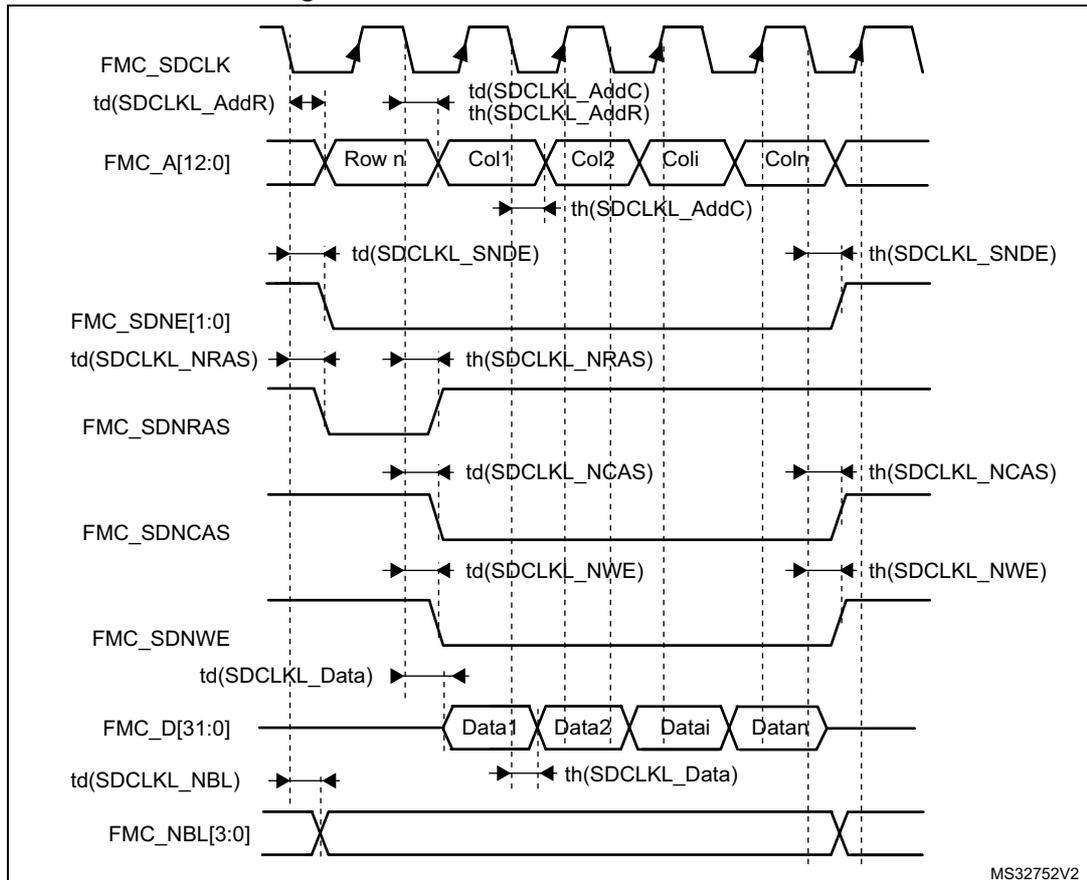 FMC_SDCLK
td(SDCLKL_AddR)
td(SDCLKL_AddC)
th(SDCLKL_AddR)
FMC_A[12:0]
Row n
Col1
Col2
Coli
Coln
th(SDCLKL_AddC)
td(SDCLKL_SNDE)
th(SDCLKL_SNDE)
FMC_SDNE[1:0]
td(SDCLKL_NRAS)
th(SDCLKL_NRAS)
FMC_SDNRAS
td(SDCLKL_NCAS)
th(SDCLKL_NCAS)
FMC_SDNCAS
td(SDCLKL_NWE)
th(SDCLKL_NWE)
FMC_SDNWE
td(SDCLKL_Data)
FMC_D[31:0]
Data1
Data2
Datai
Datan
td(SDCLKL_NBL)
th(SDCLKL_Data)
FMC_NBL[3:0]
MS32752V2